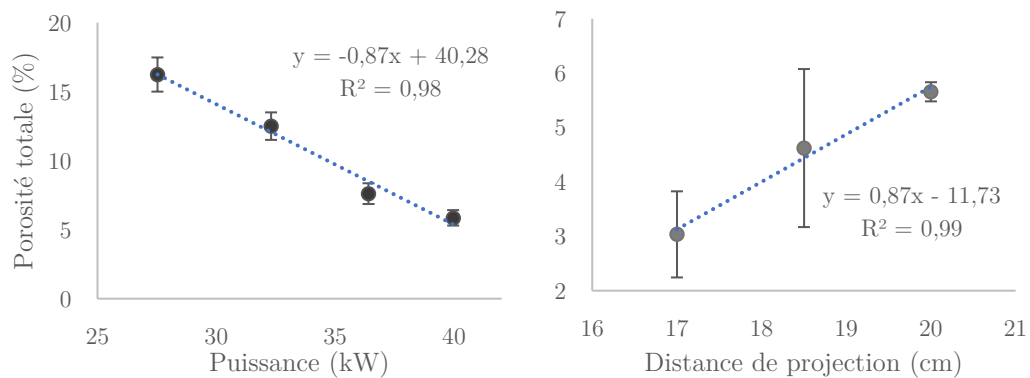 20
15
10
5
0
Porosité totale (%)
y = -0,87x + 40,28
R² = 0,98
25 30 35 40
Puissance (kW)
7
6
5
4
3
2
y = 0,87x - 11,73
R² = 0,99
16 17 18 19 20 21
Distance de projection (cm)